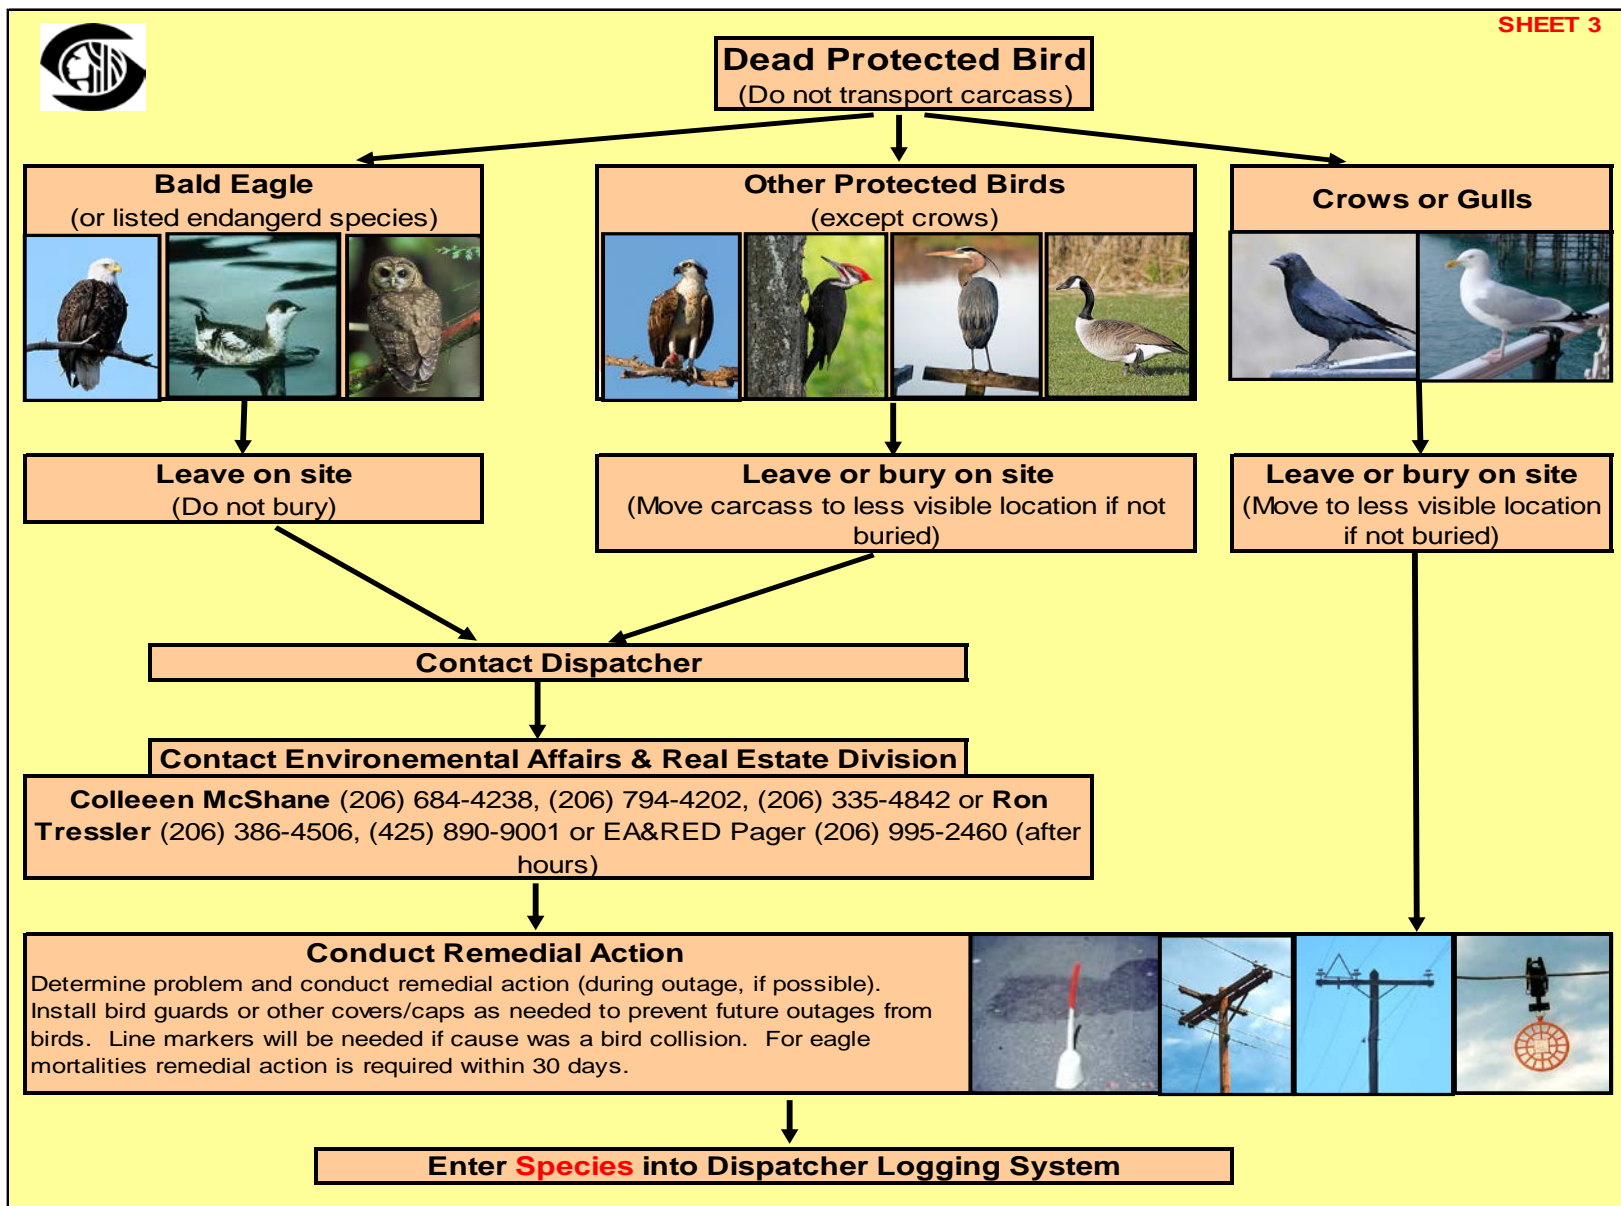 SHEET 3
Dead Protected Bird
(Do not transport carcass)
Bald Eagle
(or listed endangerd species)
Other Protected Birds
(except crows)
Crows or Gulls
Leave on site
(Do not bury)
Leave or bury on site
(Move carcass to less visible location if not
buried)
Leave or bury on site
(Move to less visible location
if not buried)
Contact Dispatcher
Contact Environemental Affairs & Real Estate Division
Colleeen McShane (206) 684-4238, (206) 794-4202, (206) 335-4842 or Ron
Tressler (206) 386-4506, (425) 890-9001 or EA&RED Pager (206) 995-2460 (after
hours)
Conduct Remedial Action
Determine problem and conduct remedial action (during outage, if possible).
Install bird guards or other covers/caps as needed to prevent future outages from
birds. Line markers will be needed if cause was a bird collision. For eagle
mortalities remedial action is required within 30 days.
Enter Species into Dispatcher Logging System